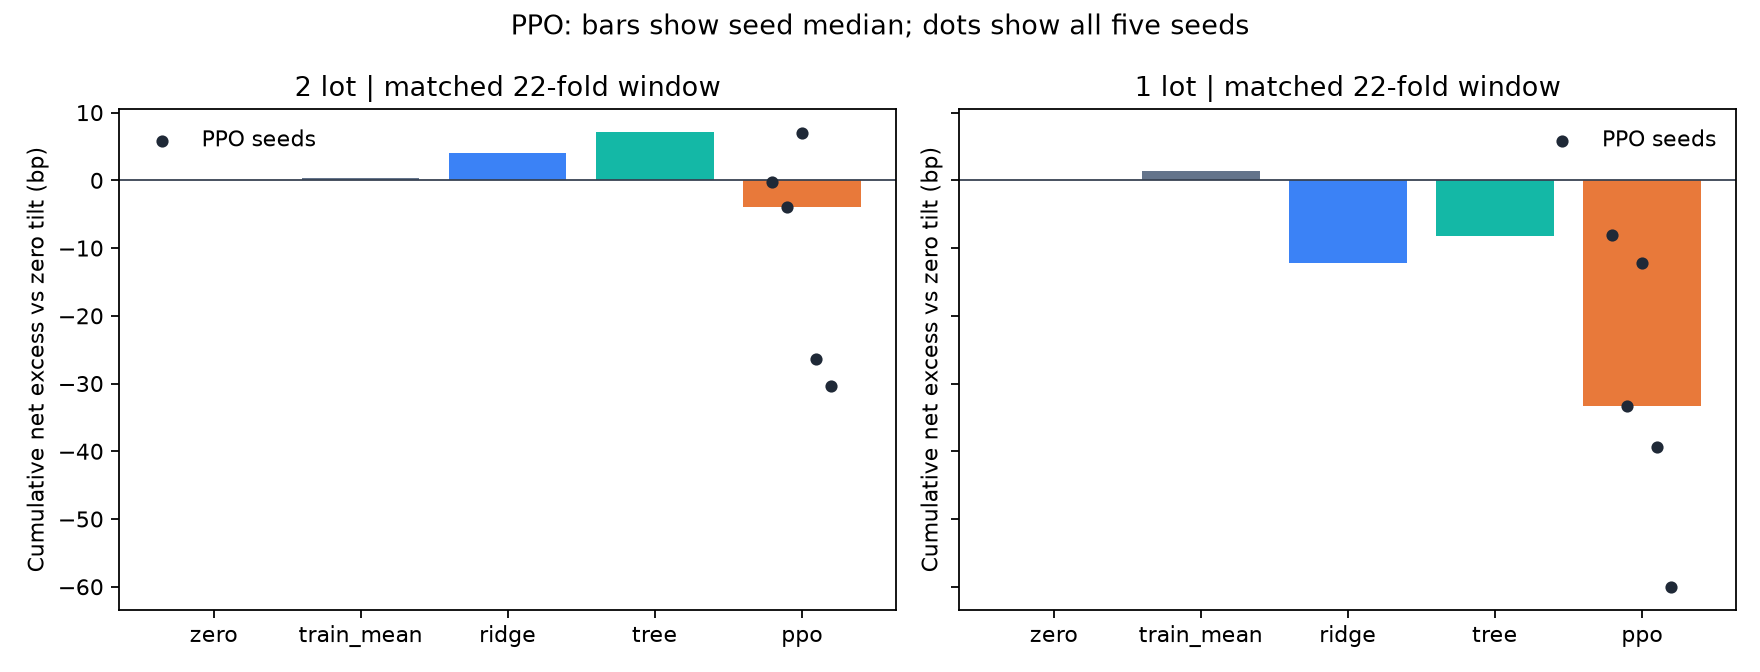 PPO: bars show seed median; dots show all five seeds
2 lot | matched 22-fold window
Cumulative net excess vs zero tilt (bp)
10
0
−10
−20
−30
−40
−50
−60
PPO seeds
zero
train_mean
ridge
tree
ppo
1 lot | matched 22-fold window
Cumulative net excess vs zero tilt (bp)
PPO seeds
zero
train_mean
ridge
tree
ppo